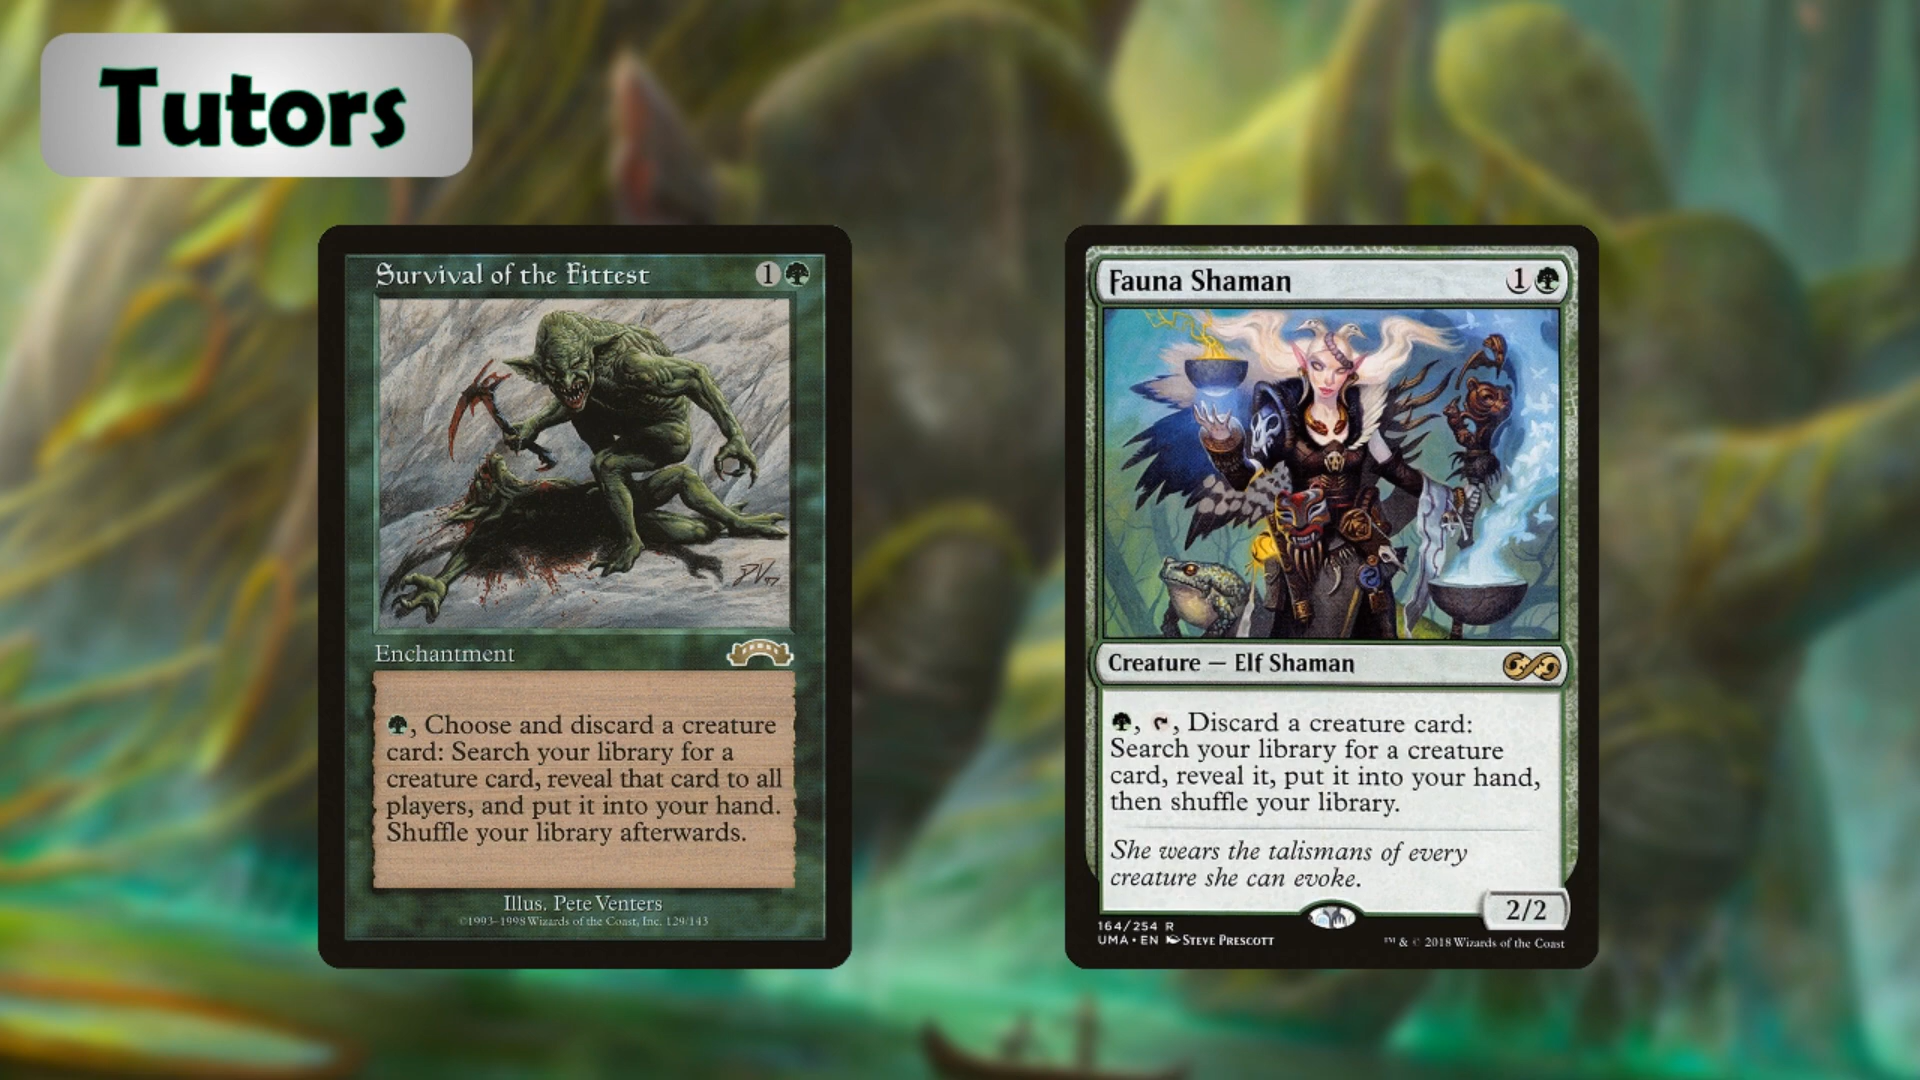 Tutors
Survival of the Fittest 1
Enchantment
, Choose and discard a creature
card: Search your library for a
creature card, reveal that card to all
players, and put it into your hand.
Shuffle your library afterwards.
Illus. Pete Venters
©1993-1998 Wizards of the Coast, Inc. 129/143
PV 97
Fauna Shaman 1
Creature — Elf Shaman
, , Discard a creature card:
Search your library for a creature
card, reveal it, put it into your hand,
then shuffle your library.
She wears the talismans of every
creature she can evoke.
2/2
164/254 R
UMA • EN STEVE PRESCOTT
™ & © 2018 Wizards of the Coast